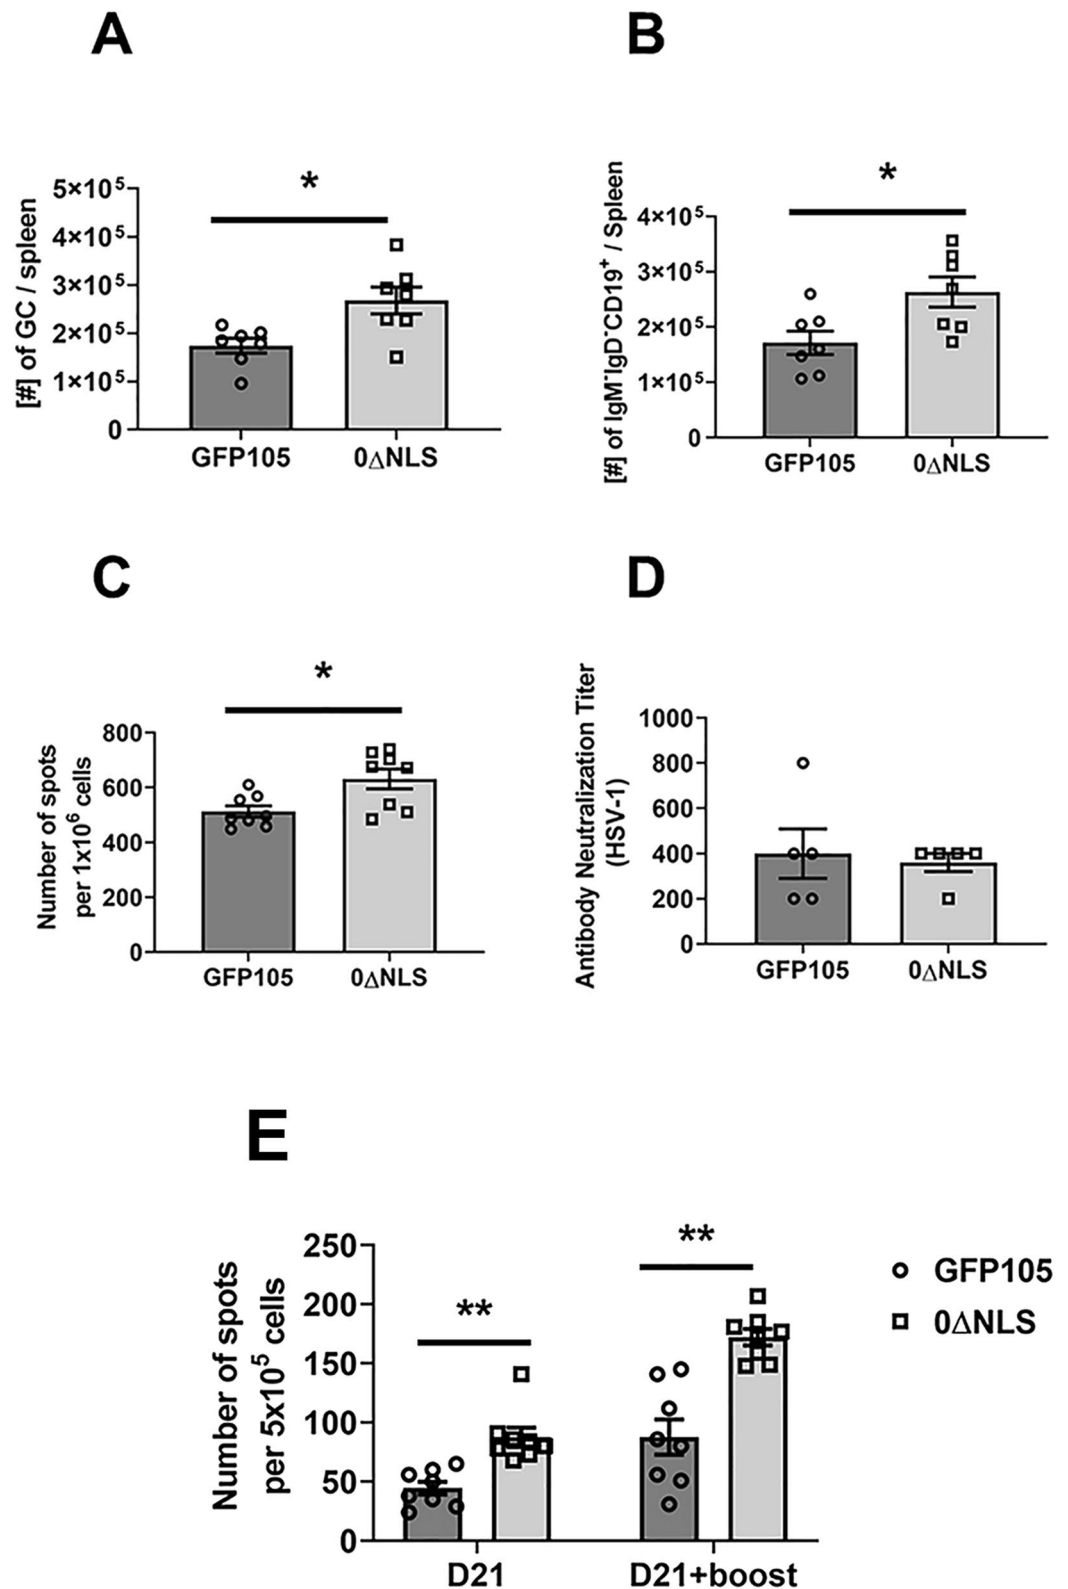 A
B
*
5×10⁵
4×10⁵
3×10⁵
2×10⁵
1×10⁵
0
[#] of GC / spleen
GFP105
0ΔNLS
*
4×10⁵
3×10⁵
2×10⁵
1×10⁵
0
[#] of IgM⁻IgD⁻CD19⁺ / Spleen
GFP105
0ΔNLS
C
D
*
800
600
400
200
0
Number of spots
per 1x10⁶ cells
GFP105
0ΔNLS
1000
800
600
400
200
0
Antibody Neutralization Titer
(HSV-1)
GFP105
0ΔNLS
E
**
**
250
200
150
100
50
0
Number of spots
per 5x10⁵ cells
D21
D21+boost
GFP105
0ΔNLS